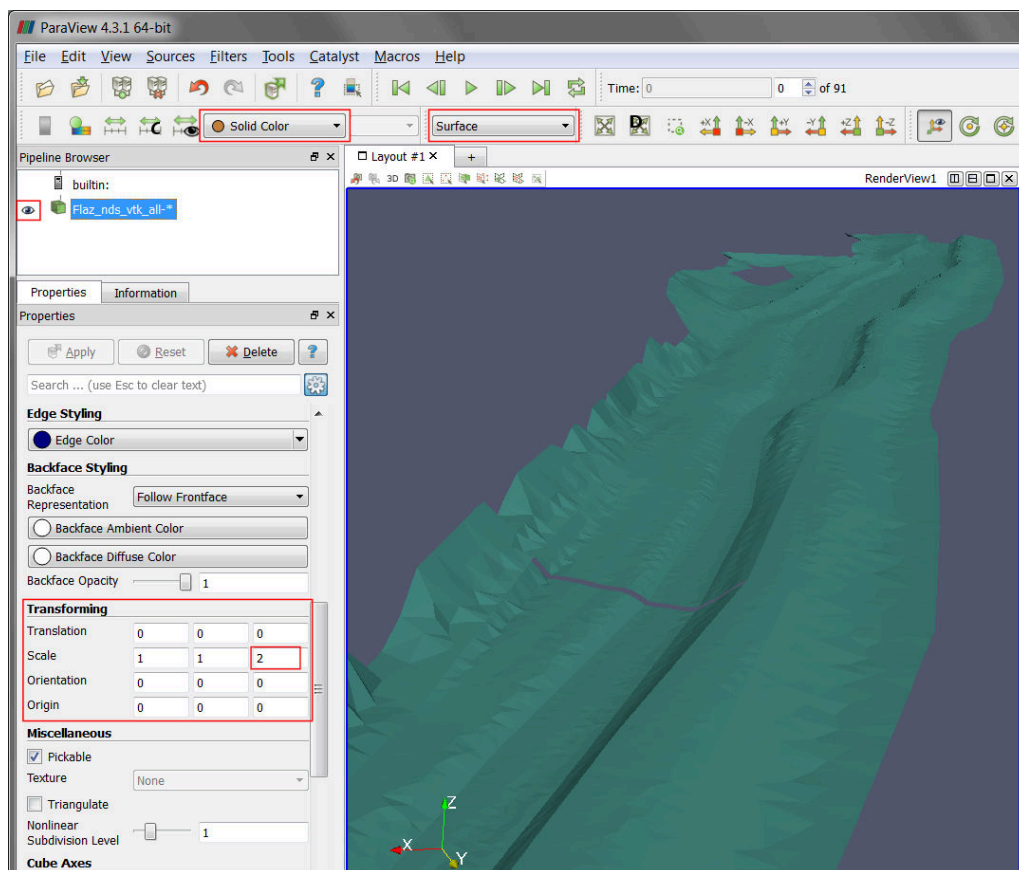 ParaView 4.3.1 64-bit
File Edit View Sources Filters Tools Catalyst Macros Help
Time: 0 0 of 91
Solid Color Surface +X -X +Y -Y +Z -Z
Pipeline Browser
Layout #1 × +
3D RenderView1
builtin:
Flaz_nds_vtk_all-*
Properties Information
Properties
Apply Reset Delete ?
Search ... (use Esc to clear text)
Edge Styling
Edge Color
Backface Styling
Backface
Representation Follow Frontface
Backface Ambient Color
Backface Diffuse Color
Backface Opacity 1
Transforming
Translation 0 0 0
Scale 1 1 2
Orientation 0 0 0
Origin 0 0 0
Miscellaneous
Pickable
Texture None
Triangulate
Nonlinear
Subdivision Level 1
Cube Axes
Z
X
Y